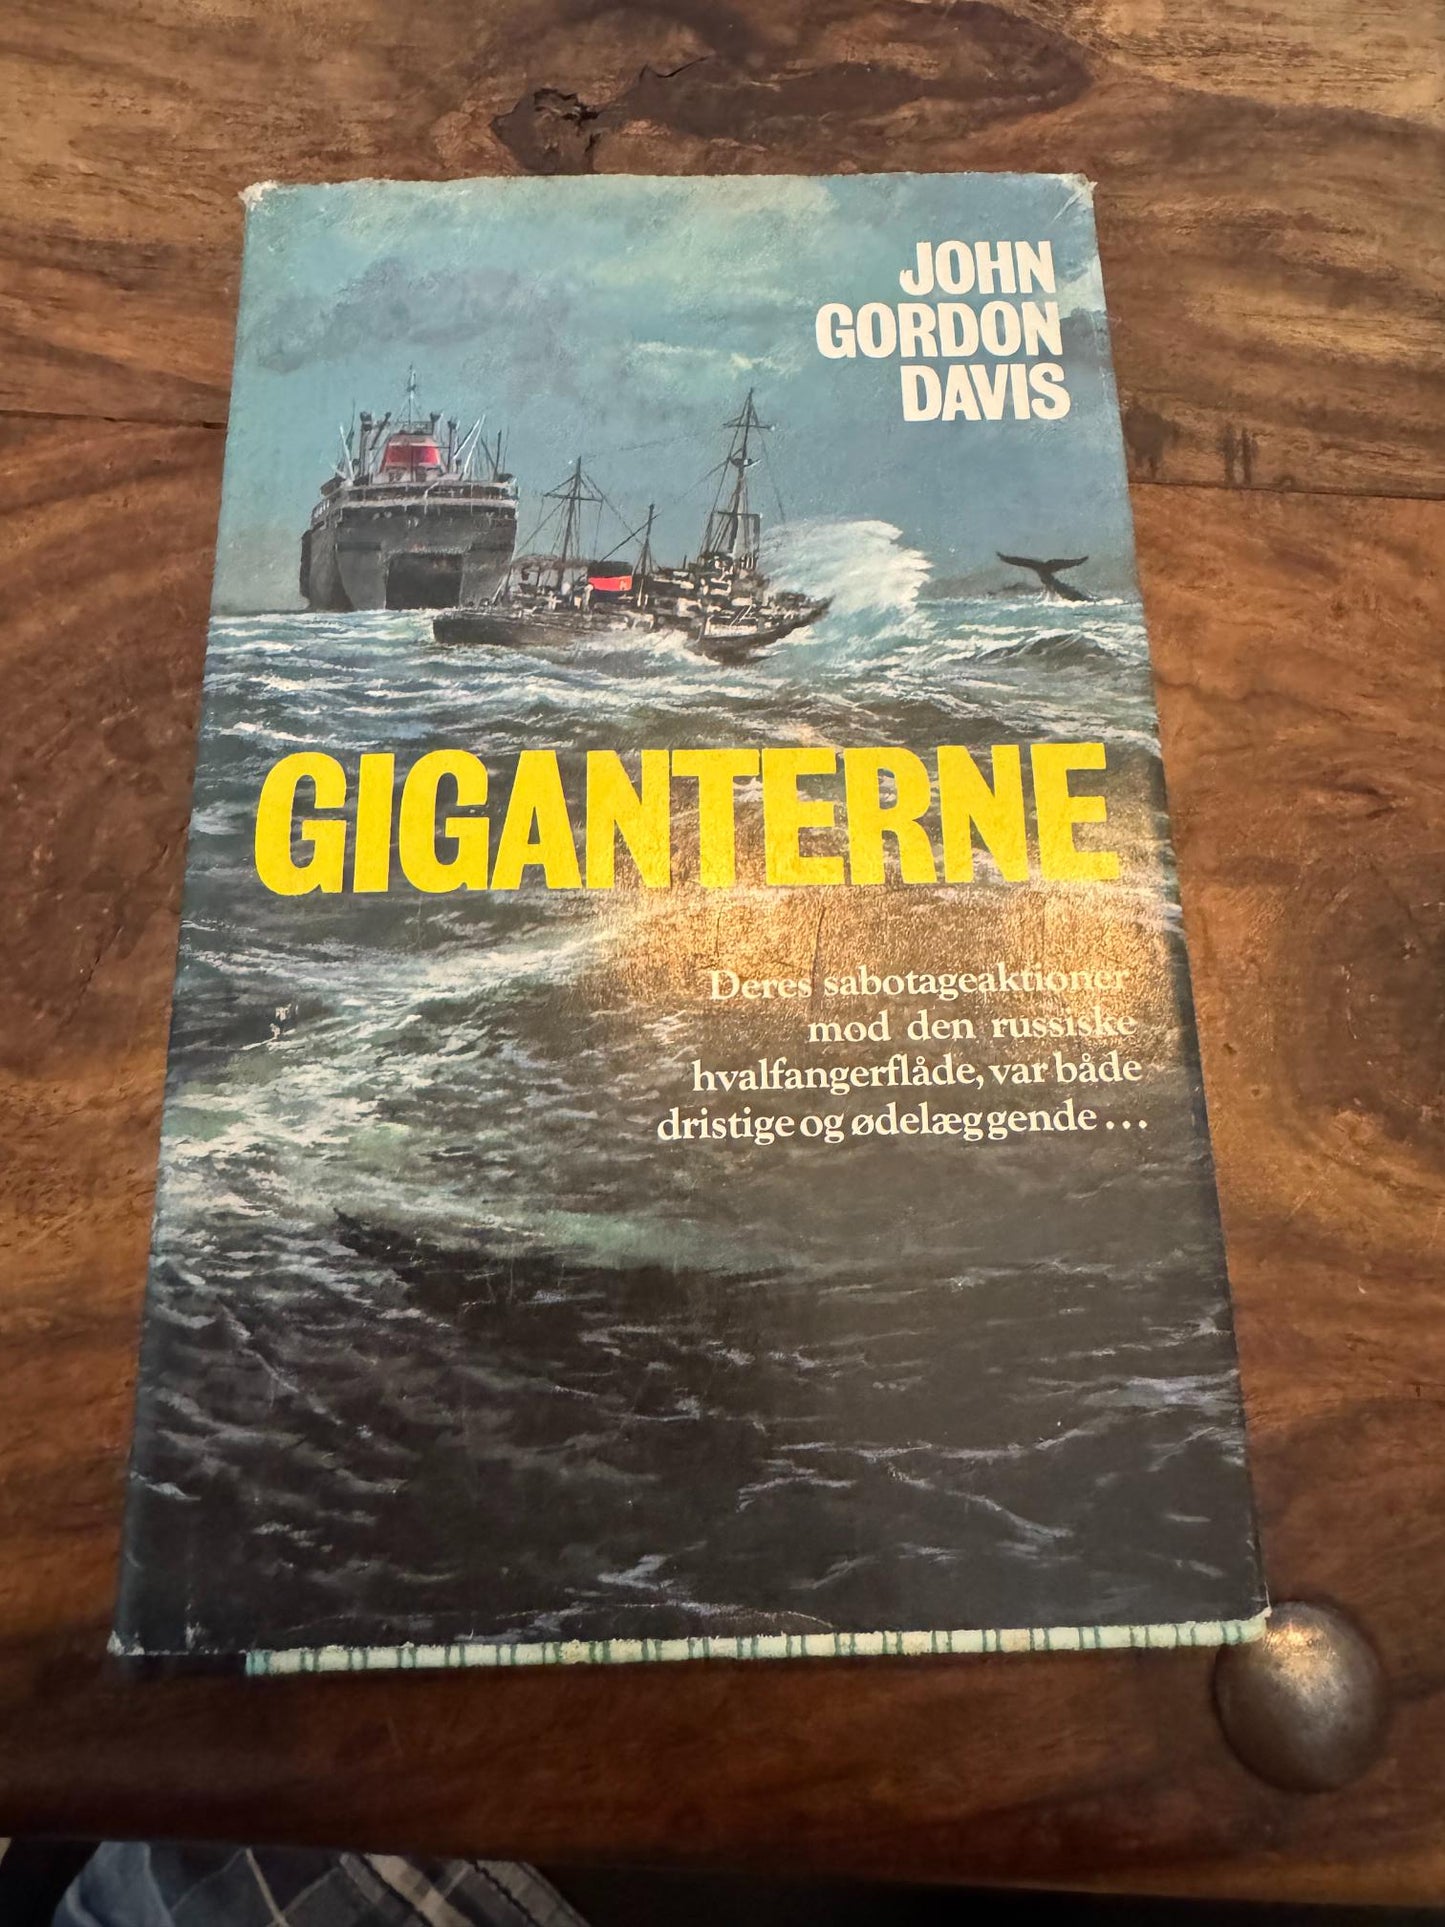 JOHN
GORDON
DAVIS
GIGANTERNE
Deres sabotageaktioner
mod den russiske
hvalfangerflåde, var både
dristige og ødelæggende...